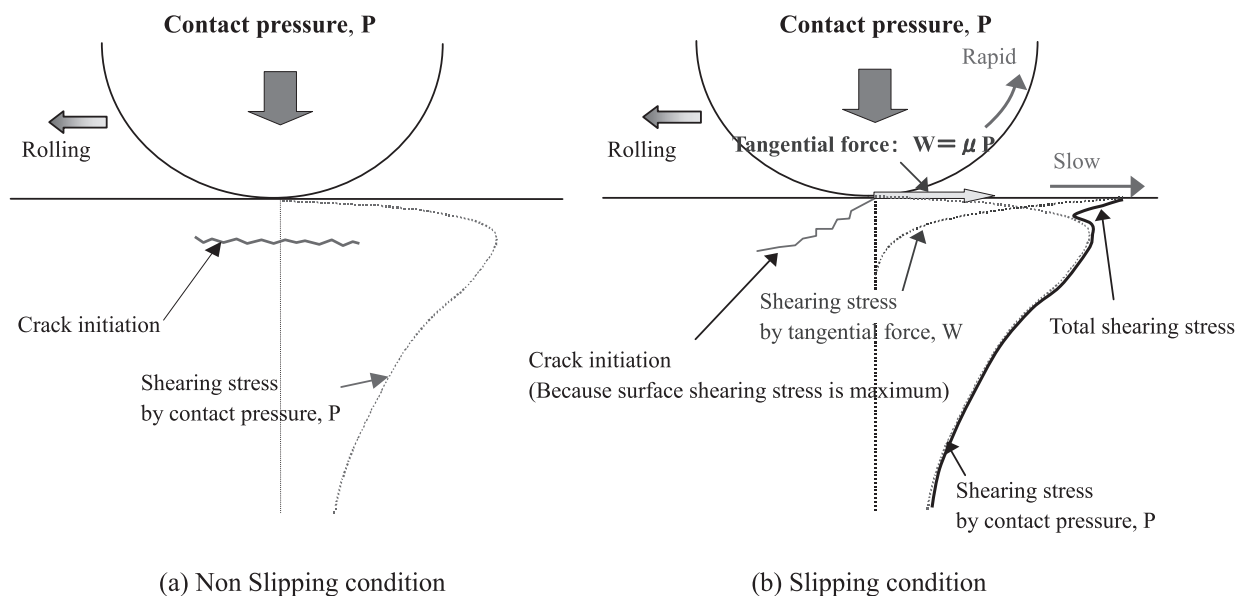 Contact pressure, P
Rolling
Crack initiation
Shearing stress
by contact pressure, P
(a) Non Slipping condition
Contact pressure, P
Rapid
Rolling
Tangential force: W=μP
Slow
Shearing stress
by tangential force, W
Total shearing stress
Crack initiation
(Because surface shearing stress is maximum)
Shearing stress
by contact pressure, P
(b) Slipping condition